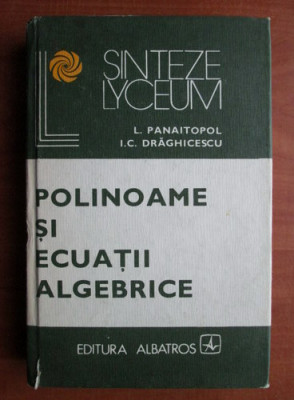 SINTEZE
LYCEUM
L. PANAITOPOL
I.C. DRĂGHICESCU
POLINOAME
ȘI
ECUAȚII
ALGEBRICE
EDITURA ALBATROS